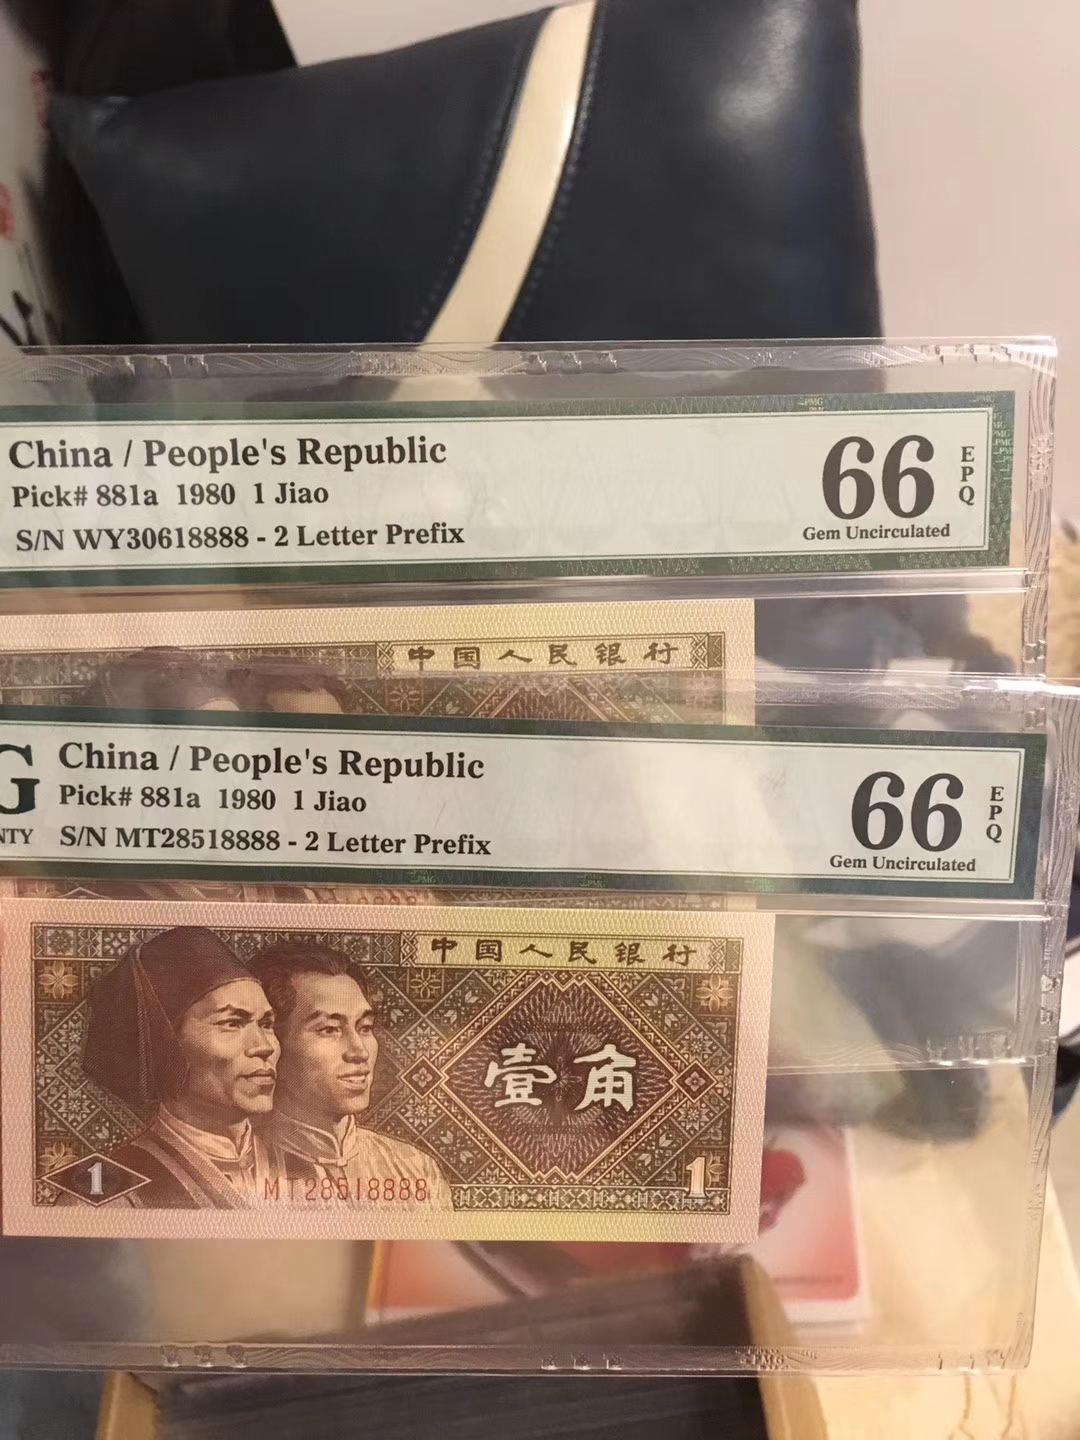 China / People's Republic
Pick# 881a 1980 1 Jiao
S/N WY30618888 - 2 Letter Prefix
66
EPQ
Gem Uncirculated
中国人民银行
G
NTY
China / People's Republic
Pick# 881a 1980 1 Jiao
S/N MT28518888 - 2 Letter Prefix
66
EPQ
Gem Uncirculated
中国人民银行
壹角
1
MT28518888
1